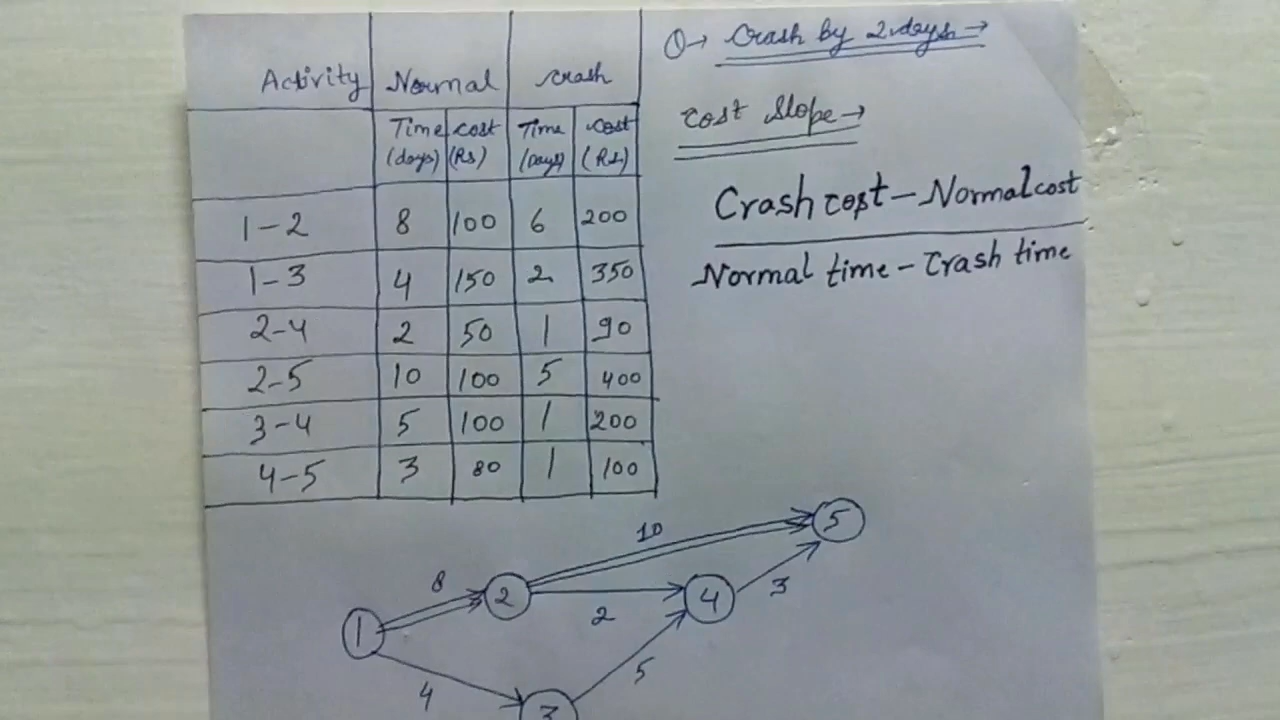 Activity Normal Crash
Time (days) Cost (Rs) Time (Days) Cost (Rs)
1-2 8 100 6 200
1-3 4 150 2 350
2-4 2 50 1 90
2-5 10 100 5 400
3-4 5 100 1 200
4-5 3 80 1 100
Q→ Crash by 2 days→
Cost Slope→
Crash cost - Normal cost
Normal time - Crash time
10
5
8
2
4
3
1
2
4
5
3